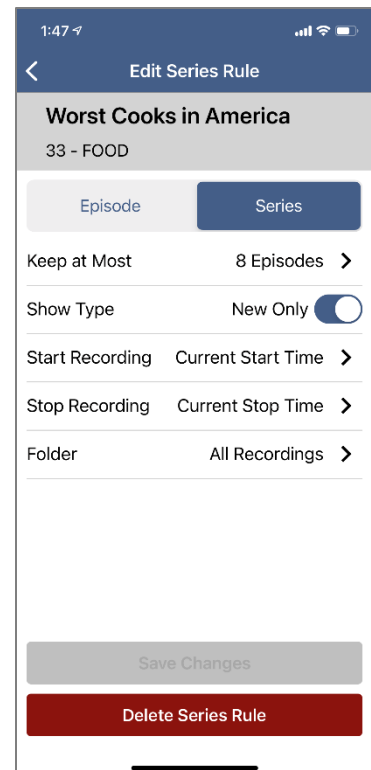 1:47
Edit Series Rule
Worst Cooks in America
33 - FOOD
Episode Series
Keep at Most 8 Episodes
Show Type New Only
Start Recording Current Start Time
Stop Recording Current Stop Time
Folder All Recordings
Save Changes
Delete Series Rule